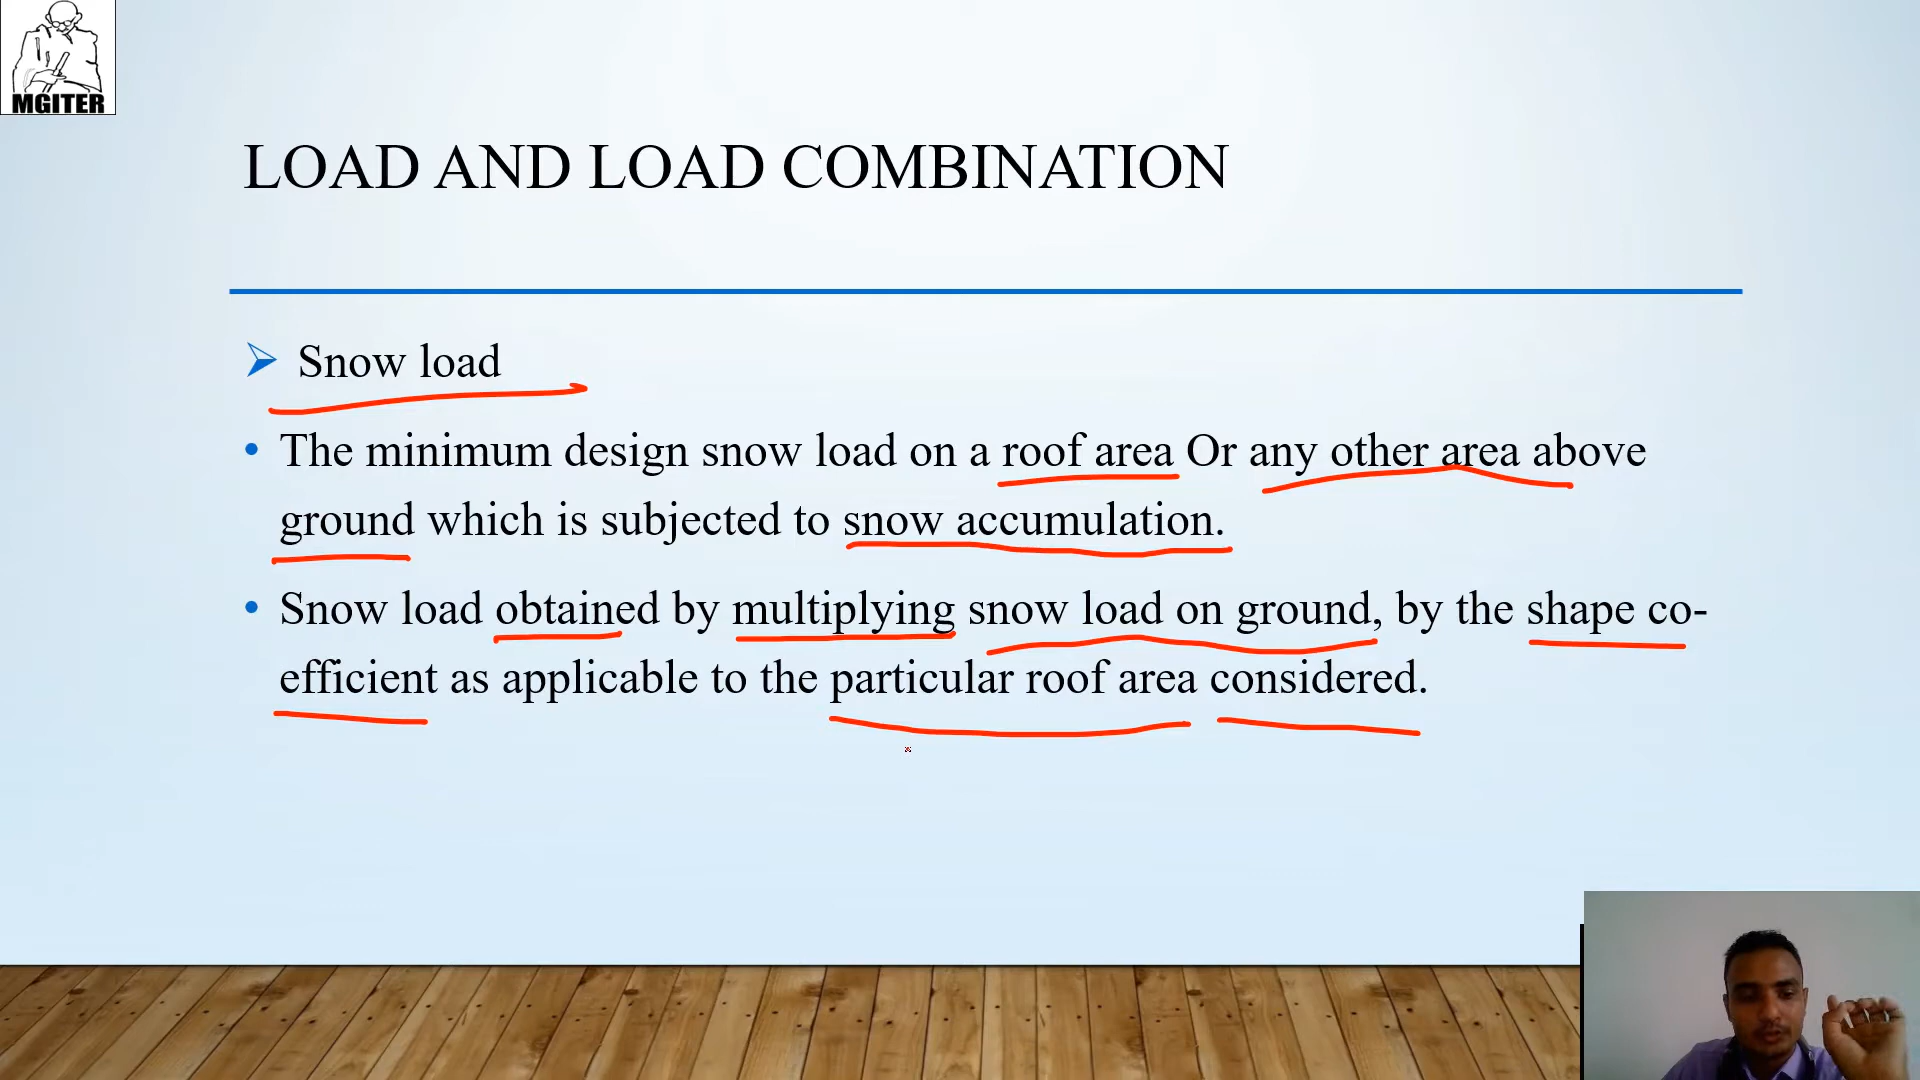 MGITER
LOAD AND LOAD COMBINATION
Snow load
The minimum design snow load on a roof area Or any other area above
ground which is subjected to snow accumulation.
Snow load obtained by multiplying snow load on ground, by the shape co-
efficient as applicable to the particular roof area considered.